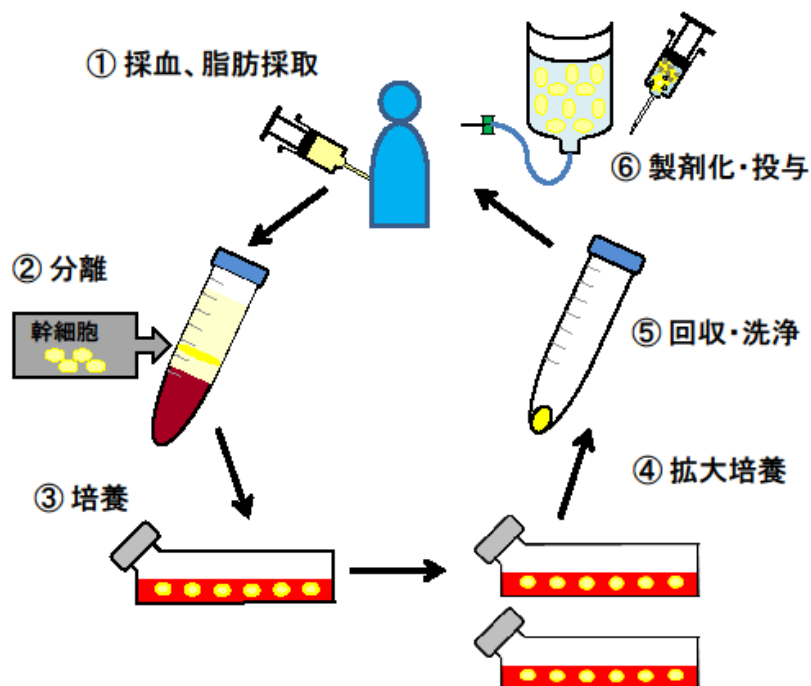 ① 採血、脂肪採取
② 分離
幹細胞
③ 培養
④ 拡大培養
⑤ 回収・洗浄
⑥ 製剤化・投与